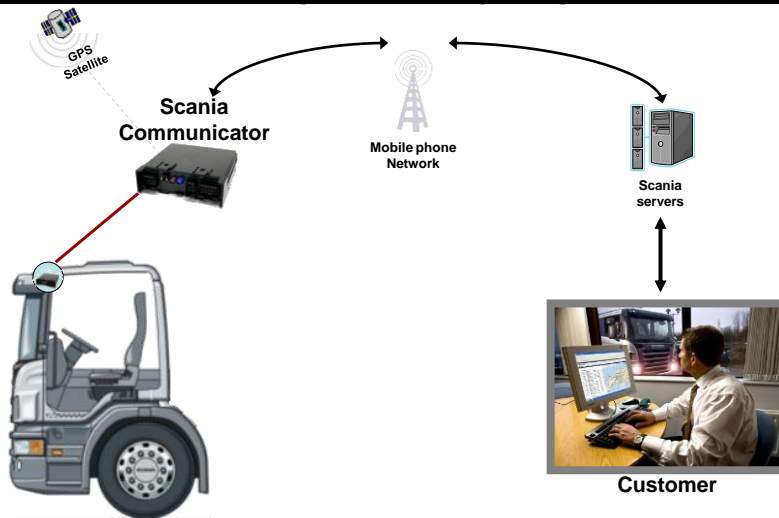 GPS
Satellite
Scania
Communicator
Mobile phone
Network
Scania
servers
Customer